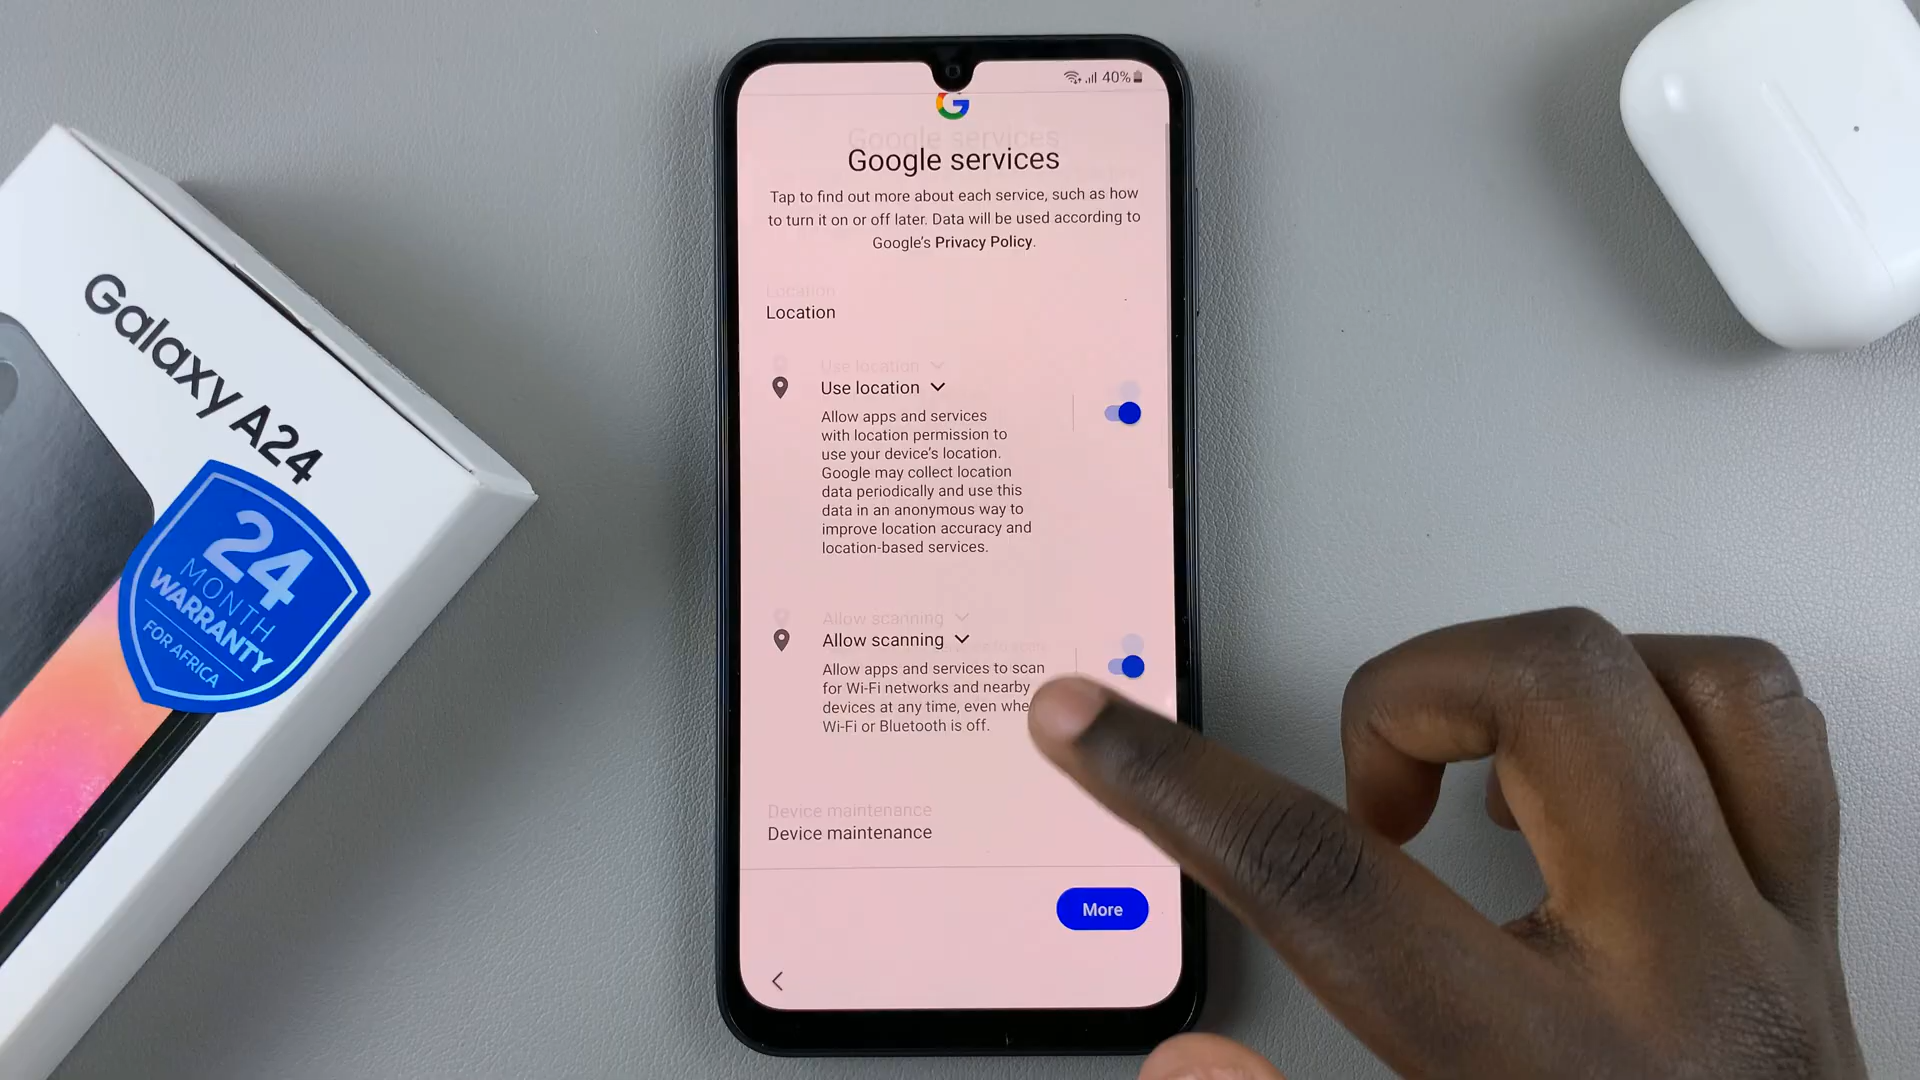 Galaxy A24
24
MONTH
WARRANTY
FOR AFRICA
40%
Google services
Tap to find out more about each service, such as how
to turn it on or off later. Data will be used according to
Google's Privacy Policy.
Location
Use location
Allow apps and services
with location permission to
use your device's location.
Google may collect location
data periodically and use this
data in an anonymous way to
improve location accuracy and
location-based services.
Allow scanning
Allow apps and services to scan
for Wi-Fi networks and nearby
devices at any time, even
Wi-Fi or Bluetooth is off.
Device maintenance
More